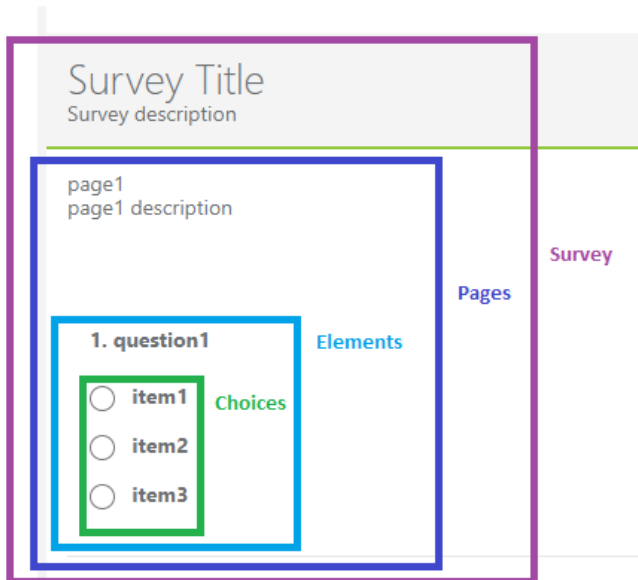 Survey Title
Survey description
page1
page1 description
Survey
Pages
1. question1
Elements
item1
Choices
item2
item3